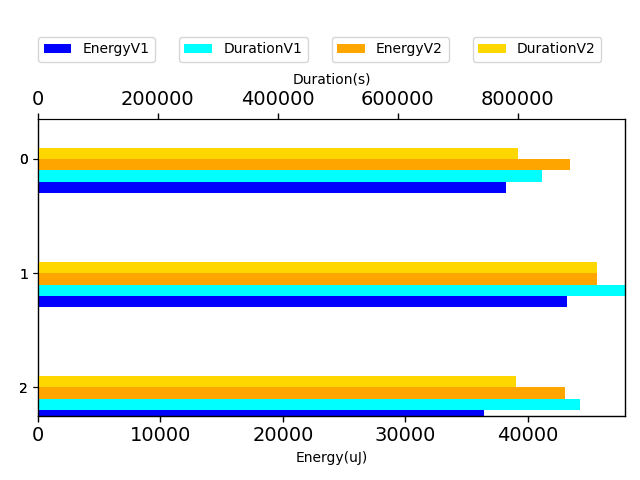 EnergyV1 DurationV1 EnergyV2 DurationV2
Duration(s)
0 200000 400000 600000 800000
0
1
2
0 10000 20000 30000 40000
Energy(uJ)